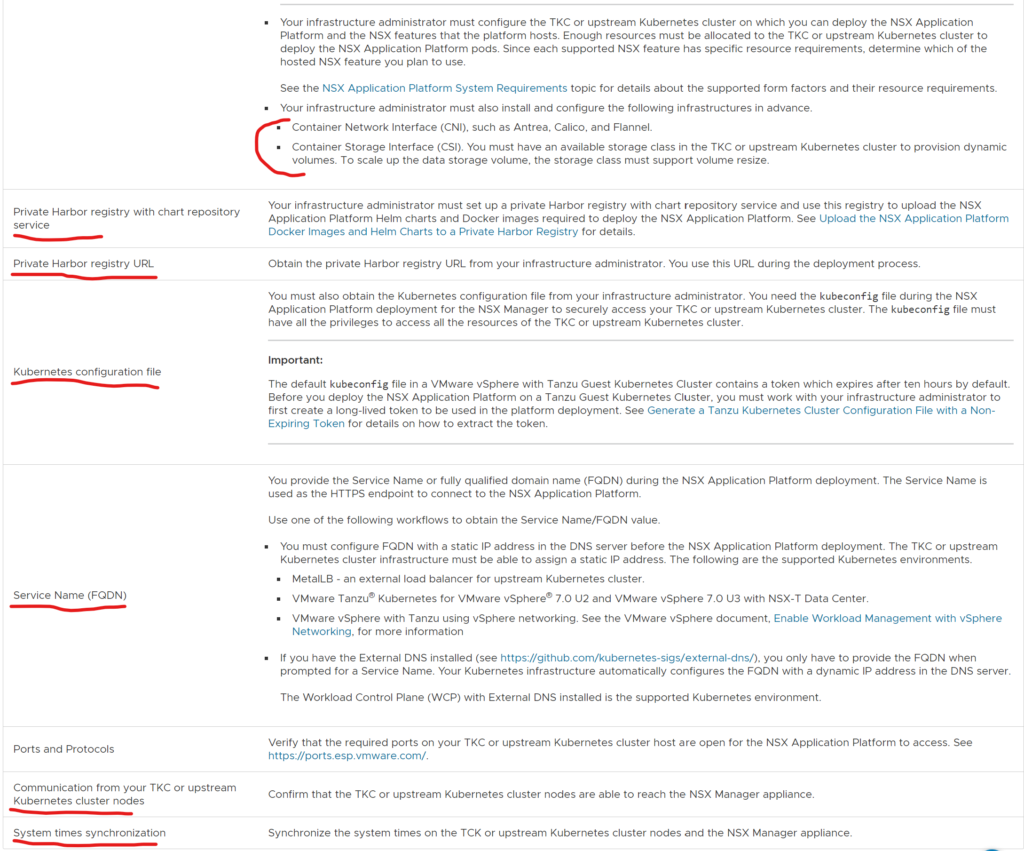 Your infrastructure administrator must configure the TKC or upstream Kubernetes cluster on which you can deploy the NSX Application
Platform and the NSX features that the platform hosts. Enough resources must be allocated to the TKC or upstream Kubernetes cluster to
deploy the NSX Application Platform pods. Since each supported NSX feature has specific resource requirements, determine which of the
hosted NSX feature you plan to use.
See the NSX Application Platform System Requirements topic for details about the supported form factors and their resource requirements.
Your infrastructure administrator must also install and configure the following infrastructures in advance.
Container Network Interface (CNI), such as Antrea, Calico, and Flannel.
Container Storage Interface (CSI). You must have an available storage class in the TKC or upstream Kubernetes cluster to provision dynamic
volumes. To scale up the data storage volume, the storage class must support volume resize.
Private Harbor registry with chart repository
service
Your infrastructure administrator must set up a private Harbor registry with chart repository service and use this registry to upload the NSX
Application Platform Helm charts and Docker images required to deploy the NSX Application Platform. See Upload the NSX Application Platform
Docker Images and Helm Charts to a Private Harbor Registry for details.
Private Harbor registry URL
Obtain the private Harbor registry URL from your infrastructure administrator. You use this URL during the deployment process.
Kubernetes configuration file
You must also obtain the Kubernetes configuration file from your infrastructure administrator. You need the kubeconfig file during the NSX
Application Platform deployment for the NSX Manager to securely access your TKC or upstream Kubernetes cluster. The kubeconfig file must
have all the privileges to access all the resources of the TKC or upstream Kubernetes cluster.
Important:
The default kubeconfig file in a VMware vSphere with Tanzu Guest Kubernetes Cluster contains a token which expires after ten hours by default.
Before you deploy the NSX Application Platform on a Tanzu Guest Kubernetes Cluster, you must work with your infrastructure administrator to
first create a long-lived token to be used in the platform deployment. See Generate a Tanzu Kubernetes Cluster Configuration File with a Non-
Expiring Token for details on how to extract the token.
Service Name (FQDN)
You provide the Service Name or fully qualified domain name (FQDN) during the NSX Application Platform deployment. The Service Name is
used as the HTTPS endpoint to connect to the NSX Application Platform.
Use one of the following workflows to obtain the Service Name/FQDN value.
You must configure FQDN with a static IP address in the DNS server before the NSX Application Platform deployment. The TKC or upstream
Kubernetes cluster infrastructure must be able to assign a static IP address. The following are the supported Kubernetes environments.
MetalLB - an external load balancer for upstream Kubernetes cluster.
VMware Tanzu® Kubernetes for VMware vSphere® 7.0 U2 and VMware vSphere 7.0 U3 with NSX-T Data Center.
VMware vSphere with Tanzu using vSphere networking. See the VMware vSphere document, Enable Workload Management with vSphere
Networking, for more information
If you have the External DNS installed (see https://github.com/kubernetes-sigs/external-dns/), you only have to provide the FQDN when
prompted for a Service Name. Your Kubernetes infrastructure automatically configures the FQDN with a dynamic IP address in the DNS server.
The Workload Control Plane (WCP) with External DNS installed is the supported Kubernetes environment.
Ports and Protocols
Verify that the required ports on your TKC or upstream Kubernetes cluster host are open for the NSX Application Platform to access. See
https://ports.esp.vmware.com/.
Communication from your TKC or upstream
Kubernetes cluster nodes
Confirm that the TKC or upstream Kubernetes cluster nodes are able to reach the NSX Manager appliance.
System times synchronization
Synchronize the system times on the TCK or upstream Kubernetes cluster nodes and the NSX Manager appliance.